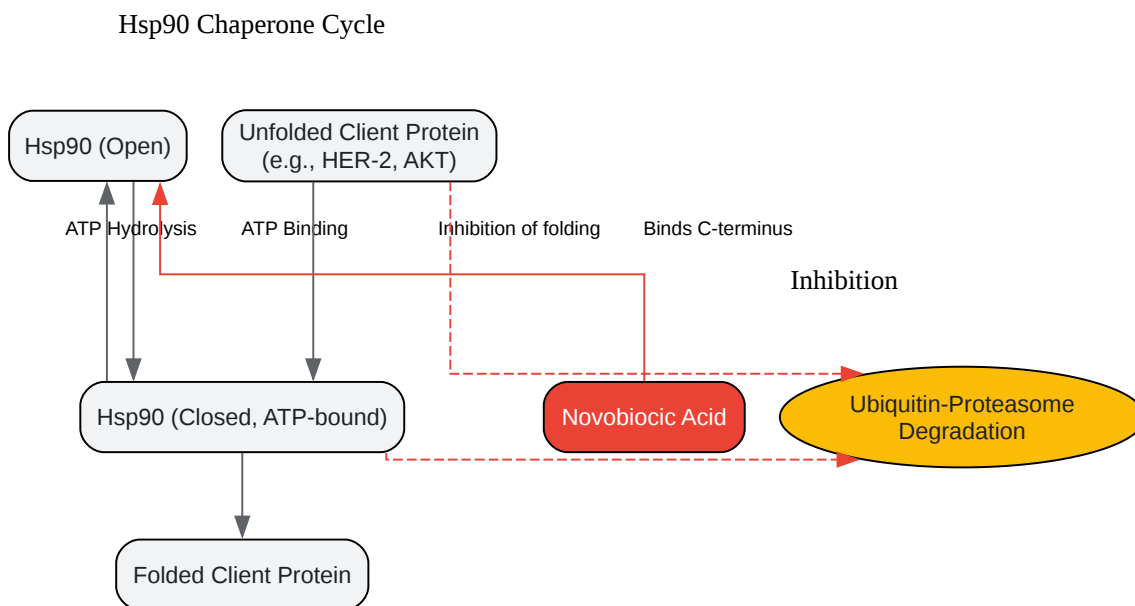 Hsp90 Chaperone Cycle
Hsp90 (Open)
Unfolded Client Protein
(e.g., HER-2, AKT)
ATP Hydrolysis
ATP Binding
Inhibition of folding
Binds C-terminus
Inhibition
Hsp90 (Closed, ATP-bound)
Novobiocic Acid
Ubiquitin-Proteasome
Degradation
Folded Client Protein